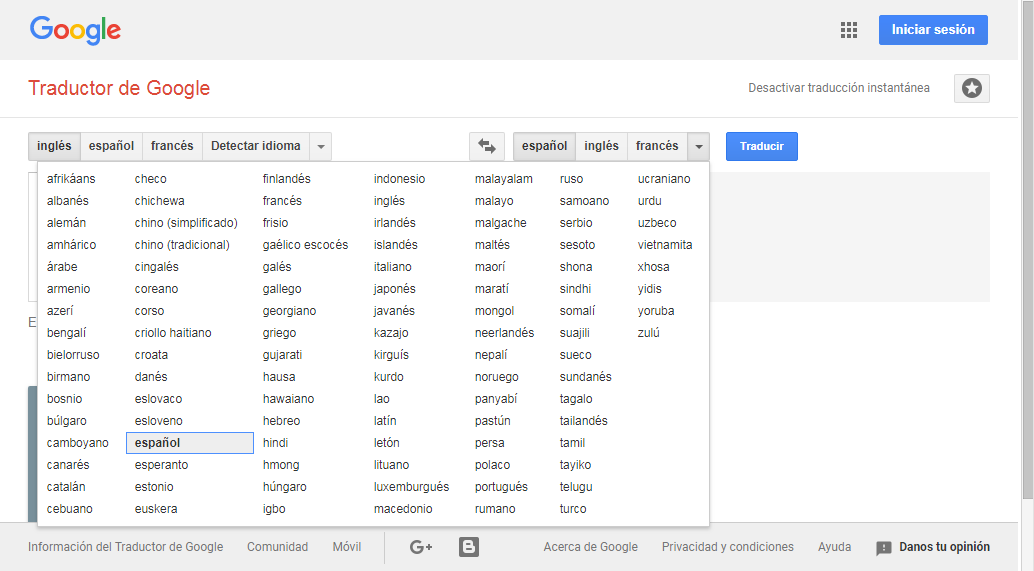 Google
Iniciar sesión
Traductor de Google
Desactivar traducción instantánea
inglés español francés Detectar idioma
español inglés francés
Traducir
afrikáans checo finlandés indonesio malayalam ruso ucraniano
albanés chichewa francés inglés malayo samoano urdu
alemán chino (simplificado) frisio irlandés malgache serbio uzbeco
amhárico chino (tradicional) gaélico escocés islandés maltés sesoto vietnamita
árabe cingalés galés italiano maorí shona xhosa
armenio coreano gallego japonés maratí sindhi yidis
azerí corso georgiano javanés mongol somalí yoruba
bengalí criollo haitiano griego kazajo neerlandés suajili zulú
bielorruso croata gujarati kirguís nepalí sueco
birmano danés hausa kurdo noruego sundanés
bosnio eslovaco hawaiano lao panyabí tagalo
búlgaro esloveno hebreo latín pastún tailandés
camboyano español hindi letón persa tamil
canarés esperanto hmong lituano polaco tayiko
catalán estonio húngaro luxemburgués portugués telugu
cebuano euskera igbo macedonio rumano turco
Información del Traductor de Google Comunidad Móvil G+ B Acerca de Google Privacidad y condiciones Ayuda Danos tu opinión